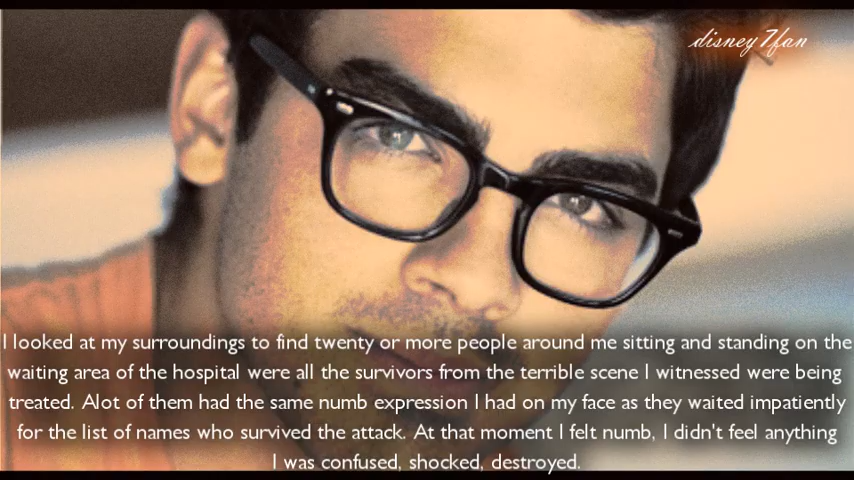 disney7fan
I looked at my surroundings to find twenty or more people around me sitting and standing on the
waiting area of the hospital were all the survivors from the terrible scene I witnessed were being
treated. Alot of them had the same numb expression I had on my face as they waited impatiently
for the list of names who survived the attack. At that moment I felt numb, I didn't feel anything
I was confused, shocked, destroyed.